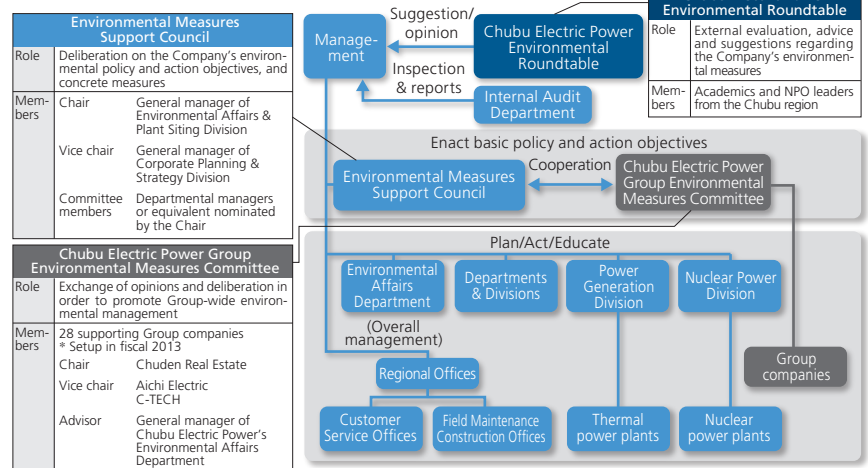 Environmental Measures
Support Council
Role
Deliberation on the Company's environ-
mental policy and action objectives, and
concrete measures
Mem-
bers
Chair
General manager of
Environmental Affairs &
Plant Siting Division
Vice chair
General manager of
Corporate Planning &
Strategy Division
Committee
members
Departmental managers
or equivalent nominated
by the Chair
Chubu Electric Power Group
Environmental Measures Committee
Role
Exchange of opinions and deliberation in
order to promote Group-wide environ-
mental management
Mem-
bers
28 supporting Group companies
* Setup in fiscal 2013
Chair
Chuden Real Estate
Vice chair
Aichi Electric
C-TECH
Advisor
General manager of
Chubu Electric Power's
Environmental Affairs
Department
Manage-
ment
Suggestion/
opinion
Inspection
& reports
Chubu Electric Power
Environmental
Roundtable
Internal Audit
Department
Environmental Roundtable
Role
External evaluation, advice
and suggestions regarding
the Company's environmen-
tal measures
Mem-
bers
Academics and NPO leaders
from the Chubu region
Enact basic policy and action objectives
Environmental Measures
Support Council
Cooperation
Chubu Electric Power
Group Environmental
Measures Committee
Plan/Act/Educate
Environmental
Affairs
Department
Departments
& Divisions
Power
Generation
Division
Nuclear Power
Division
(Overall
management)
Regional Offices
Group
companies
Customer
Service Offices
Field Maintenance
Construction Offices
Thermal
power plants
Nuclear
power plants